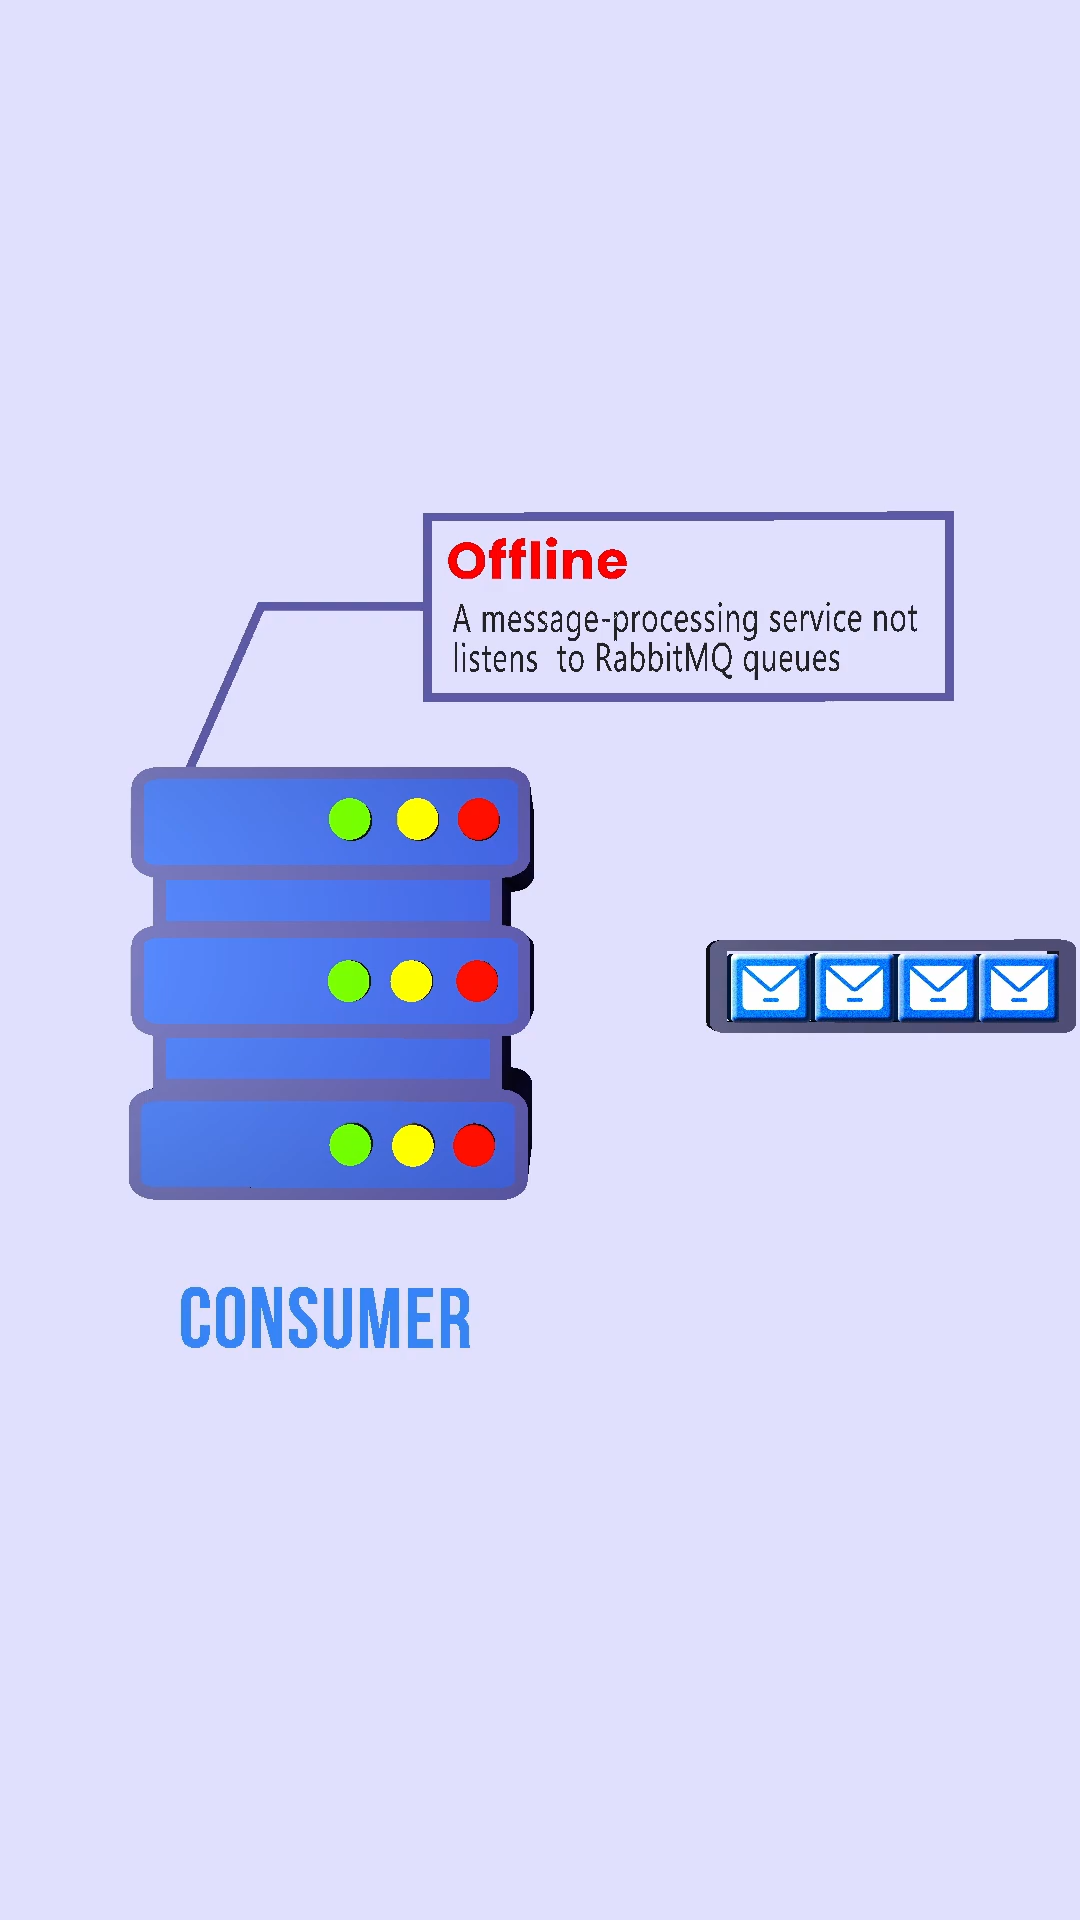 Offline
A message-processing service not
listens to RabbitMQ queues
CONSUMER